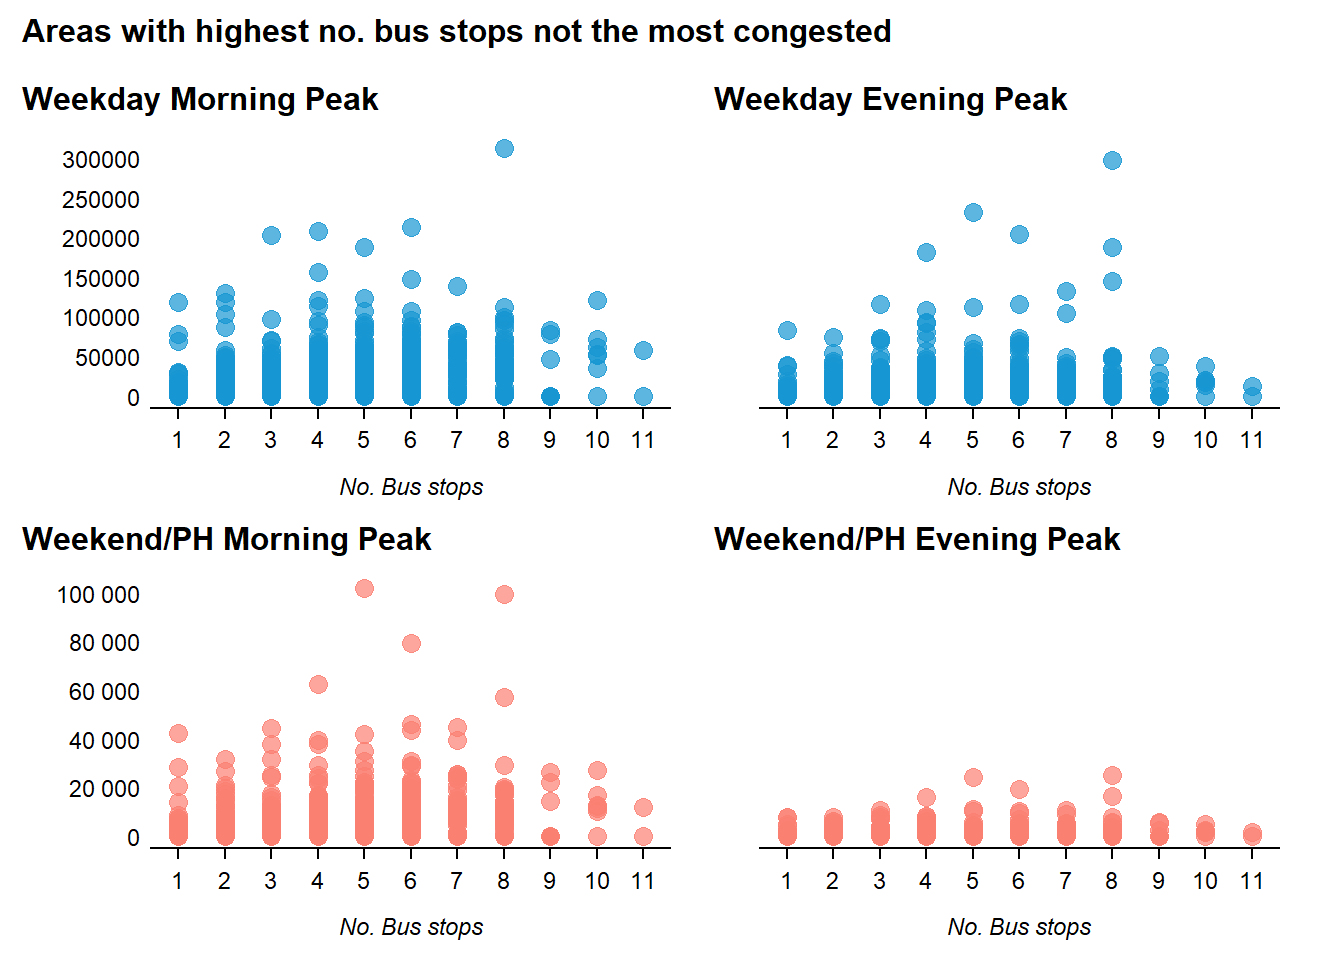 Areas with highest no. bus stops not the most congested
Weekday Morning Peak
300000
250000
200000
150000
100000
50000
0
1 2 3 4 5 6 7 8 9 10 11
No. Bus stops
Weekday Evening Peak
1 2 3 4 5 6 7 8 9 10 11
No. Bus stops
Weekend/PH Morning Peak
100 000
80 000
60 000
40 000
20 000
0
1 2 3 4 5 6 7 8 9 10 11
No. Bus stops
Weekend/PH Evening Peak
1 2 3 4 5 6 7 8 9 10 11
No. Bus stops